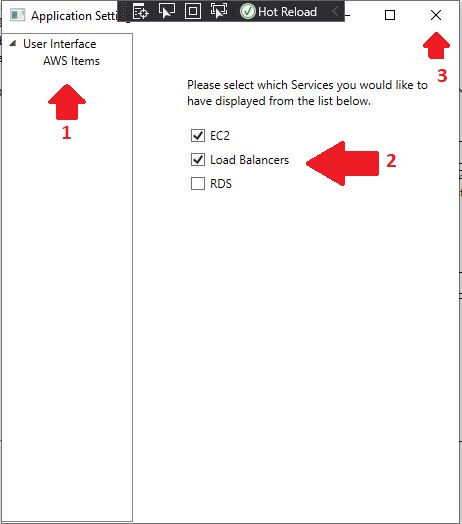 Application Setting
Hot Reload
User Interface
AWS Items
1
3
Please select which Services you would like to
have displayed from the list below.
EC2
Load Balancers
2
RDS